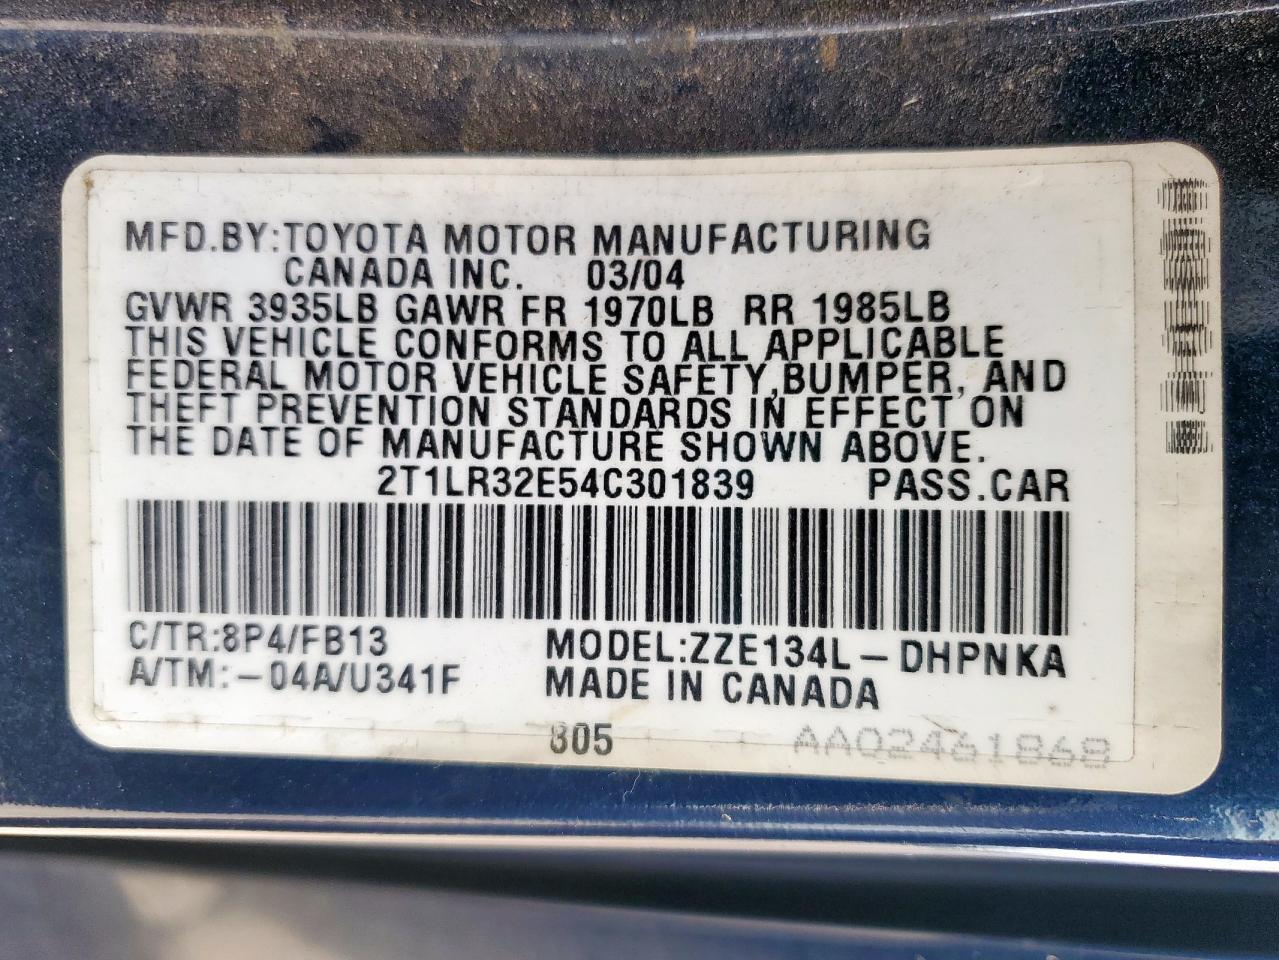 MFD.BY:TOYOTA MOTOR MANUFACTURING
CANADA INC. 03/04
GVWR 3935LB GAWR FR 1970LB RR 1985LB
THIS VEHICLE CONFORMS TO ALL APPLICABLE
FEDERAL MOTOR VEHICLE SAFETY,BUMPER, AND
THEFT PREVENTION STANDARDS IN EFFECT ON
THE DATE OF MANUFACTURE SHOWN ABOVE.
2T1LR32E54C301839 PASS.CAR
C/TR:8P4/FB13 MODEL:ZZE134L-DHPNKA
A/TM:-04A/U341F MADE IN CANADA
805 AAQ2461868